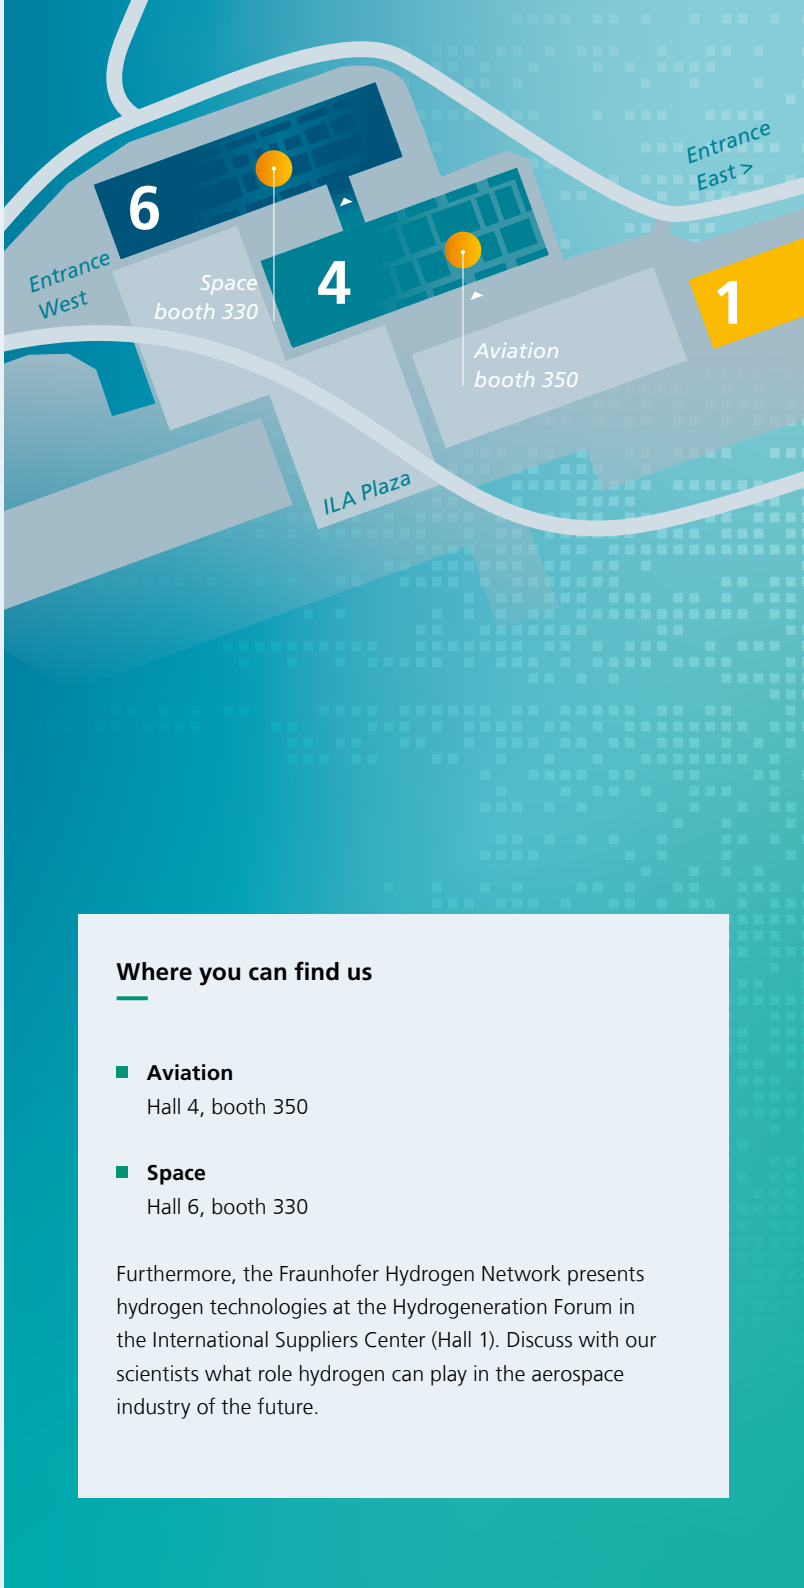 Entrance
East >
6
Entrance
West
4
Space
booth 330
1
Aviation
booth 350
ILA Plaza
Where you can find us
Aviation
Hall 4, booth 350
Space
Hall 6, booth 330
Furthermore, the Fraunhofer Hydrogen Network presents
hydrogen technologies at the Hydrogeneration Forum in
the International Suppliers Center (Hall 1). Discuss with our
scientists what role hydrogen can play in the aerospace
industry of the future.